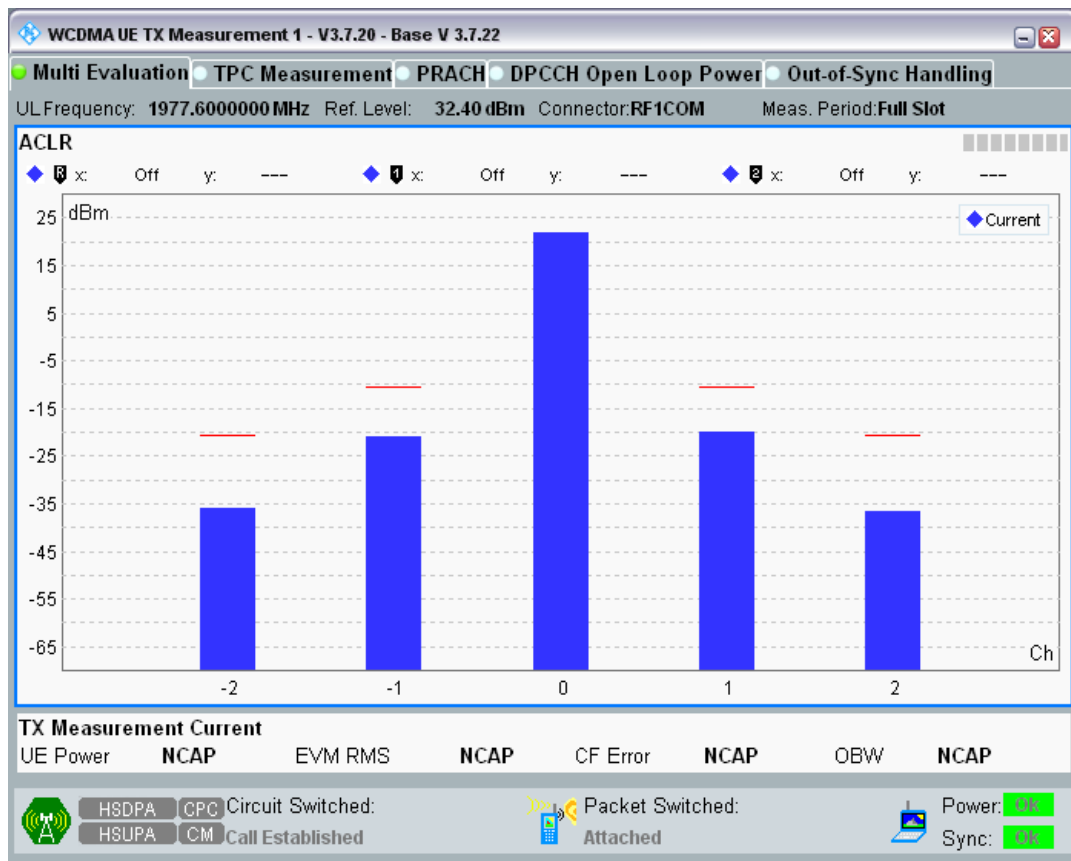 WCDMA UE TX Measurement 1 - V3.7.20 - Base V 3.7.22
Multi Evaluation TPC Measurement PRACH DPCCH Open Loop Power Out-of-Sync Handling
UL Frequency: 1977.6000000 MHz Ref. Level: 32.40 dBm Connector:RF1COM Meas. Period:Full Slot
ACLR
R x: Off y: --- 1 x: Off y: --- 2 x: Off y: ---
dBm
Current
25
15
5
-5
-15
-25
-35
-45
-55
-65
Ch
-2 -1 0 1 2
TX Measurement Current
UE Power NCAP EVM RMS NCAP CF Error NCAP OBW NCAP
HSDPA CPC Circuit Switched: Packet Switched: Power: Ok
HSUPA CM Call Established Attached Sync: Ok